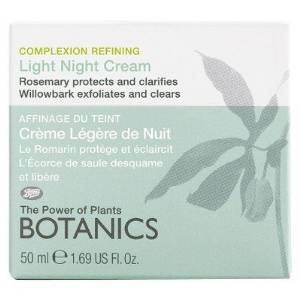 COMPLEXION REFINING
Light Night Cream
Rosemary protects and clarifies
Willowbark exfoliates and clears
AFFINAGE DU TEINT
Crème Légère de Nuit
Le Romarin protège et éclaircit
L'Écorce de saule desquame
et libère
Boots
The Power of Plants
BOTANICS
50 ml ℮ 1.69 US Fl. Oz.